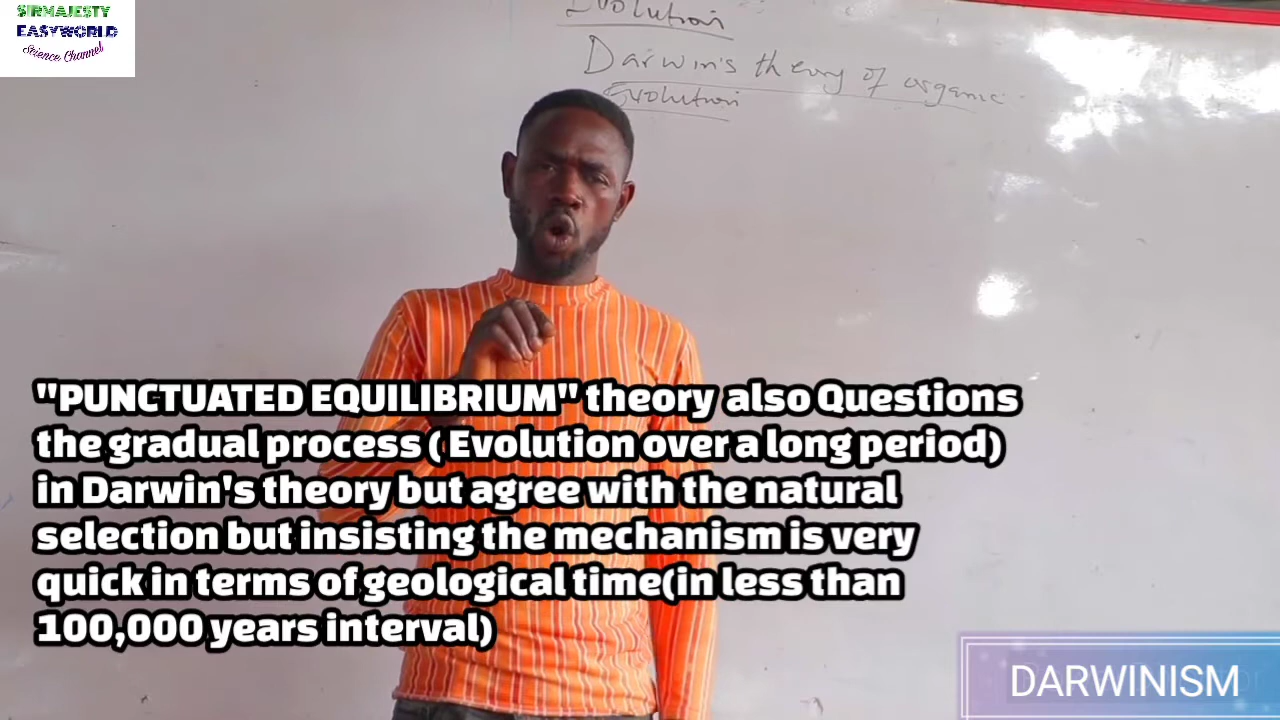 SIRMAJESTY
EASYWORLD
Science Channel
Evolution
Darwin's theory of organic
Evolution
"PUNCTUATED EQUILIBRIUM" theory also Questions
the gradual process ( Evolution over a long period)
in Darwin's theory but agree with the natural
selection but insisting the mechanism is very
quick in terms of geological time(in less than
100,000 years interval)
DARWINISM